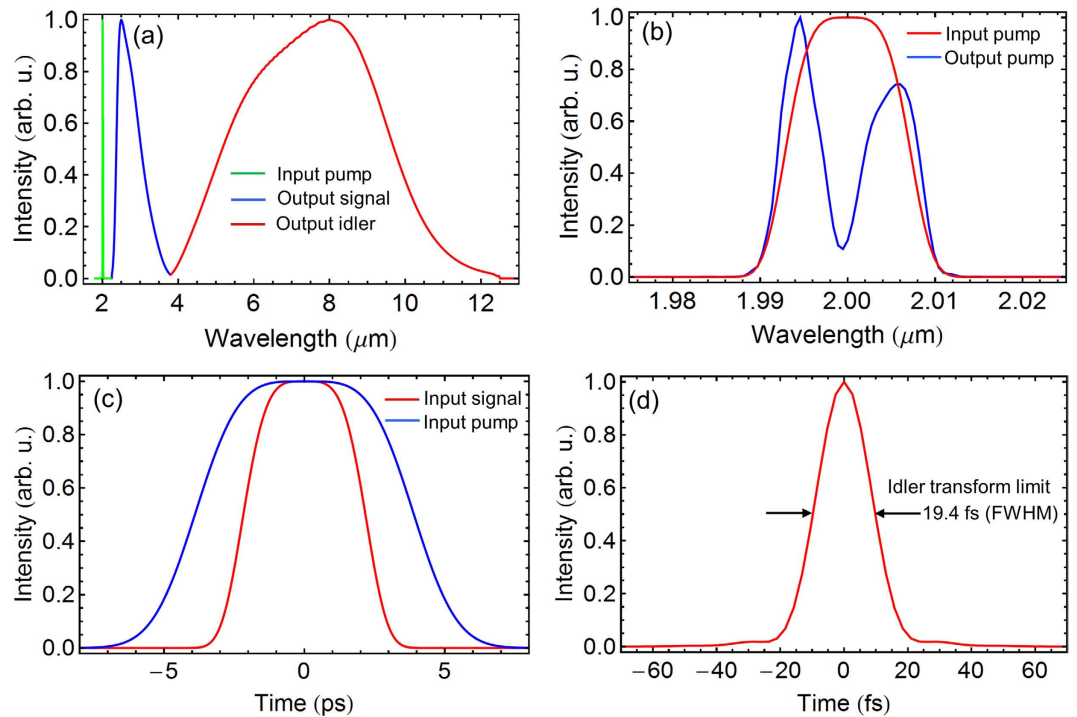 (a)
Intensity (arb. u.)
1.0
0.8
0.6
0.4
0.2
0.0
Input pump
Output signal
Output idler
2 4 6 8 10 12
Wavelength (μm)
(b)
Intensity (arb. u.)
1.0
0.8
0.6
0.4
0.2
0.0
Input pump
Output pump
1.98 1.99 2.00 2.01 2.02
Wavelength (μm)
(c)
Intensity (arb. u.)
1.0
0.8
0.6
0.4
0.2
0.0
Input signal
Input pump
−5 0 5
Time (ps)
(d)
Intensity (arb. u.)
1.0
0.8
0.6
0.4
0.2
0.0
Idler transform limit
19.4 fs (FWHM)
−60 −40 −20 0 20 40 60
Time (fs)